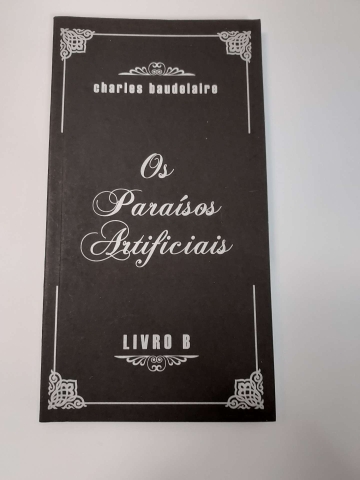 charles baudelaire
Os
Paraísos
Artificiais
LIVRO B